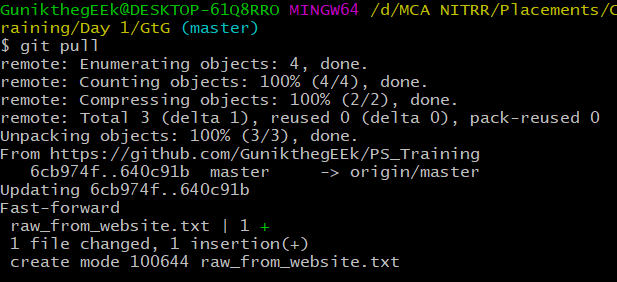 GunikthegEEk@DESKTOP-61Q8RRO MINGW64 /d/MCA NITRR/Placements/
raining/Day 1/GtG (master)
$ git pull
remote: Enumerating objects: 4, done.
remote: Counting objects: 100% (4/4), done.
remote: Compressing objects: 100% (2/2), done.
remote: Total 3 (delta 1), reused 0 (delta 0), pack-reused 0
Unpacking objects: 100% (3/3), done.
From https://github.com/GunikthegEEk/PS_Training
   6cb974f..640c91b  master     -> origin/master
Updating 6cb974f..640c91b
Fast-forward
 raw_from_website.txt | 1 +
 1 file changed, 1 insertion(+)
 create mode 100644 raw_from_website.txt